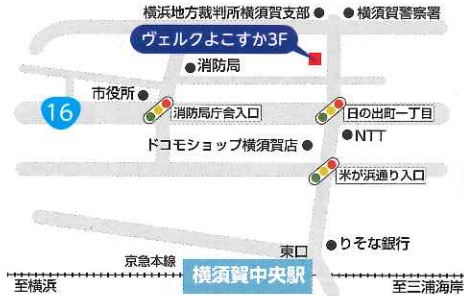 横浜地方裁判所横須賀支部
横須賀警察署
ヴェルクよこすか3F
消防局
市役所
16
消防局庁舎入口
日の出町一丁目
NTT
ドコモショップ横須賀店
米が浜通り入口
りそな銀行
東口
京急本線
横須賀中央駅
至横浜
至三浦海岸